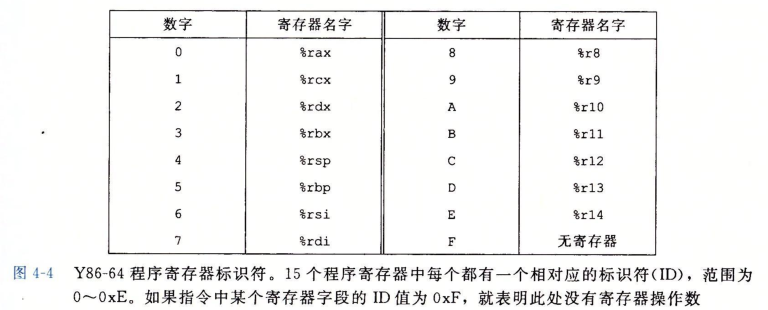 数字 寄存器名字 数字 寄存器名字
0 %rax 8 %r8
1 %rcx 9 %r9
2 %rdx A %r10
3 %rbx B %r11
4 %rsp C %r12
5 %rbp D %r13
6 %rsi E %r14
7 %rdi F 无寄存器
图 4-4 Y86-64 程序寄存器标识符。15 个程序寄存器中每个都有一个相对应的标识符(ID)，范围为
0～0xE。如果指令中某个寄存器字段的 ID 值为 0xF，就表明此处没有寄存器操作数